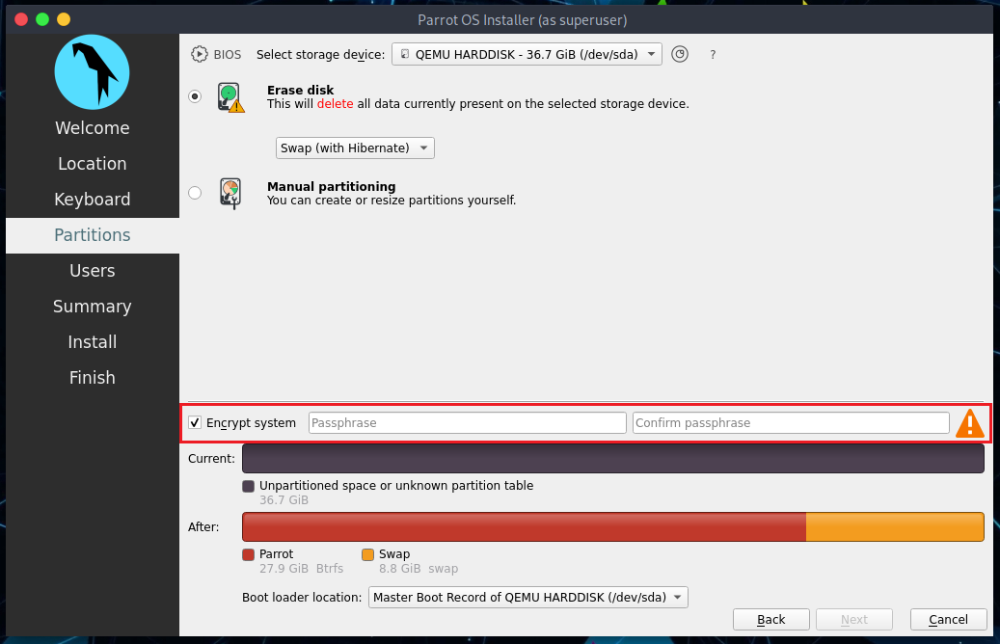 Parrot OS Installer (as superuser)
Welcome
Location
Keyboard
Partitions
Users
Summary
Install
Finish
BIOS Select storage device: QEMU HARDDISK - 36.7 GiB (/dev/sda) ?
Erase disk
This will delete all data currently present on the selected storage device.
Swap (with Hibernate)
Manual partitioning
You can create or resize partitions yourself.
Encrypt system Passphrase Confirm passphrase
Current:
Unpartitioned space or unknown partition table
36.7 GiB
After:
Parrot Swap
27.9 GiB Btrfs 8.8 GiB swap
Boot loader location: Master Boot Record of QEMU HARDDISK (/dev/sda)
Back Next Cancel